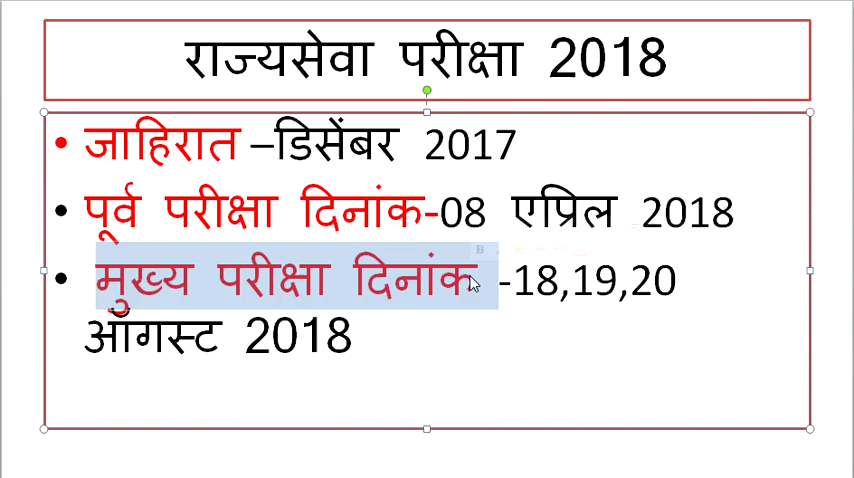 राज्यसेवा परीक्षा 2018
• जाहिरात –डिसेंबर 2017
• पूर्व परीक्षा दिनांक-08 एप्रिल 2018
• मुख्य परीक्षा दिनांक -18,19,20
ऑगस्ट 2018